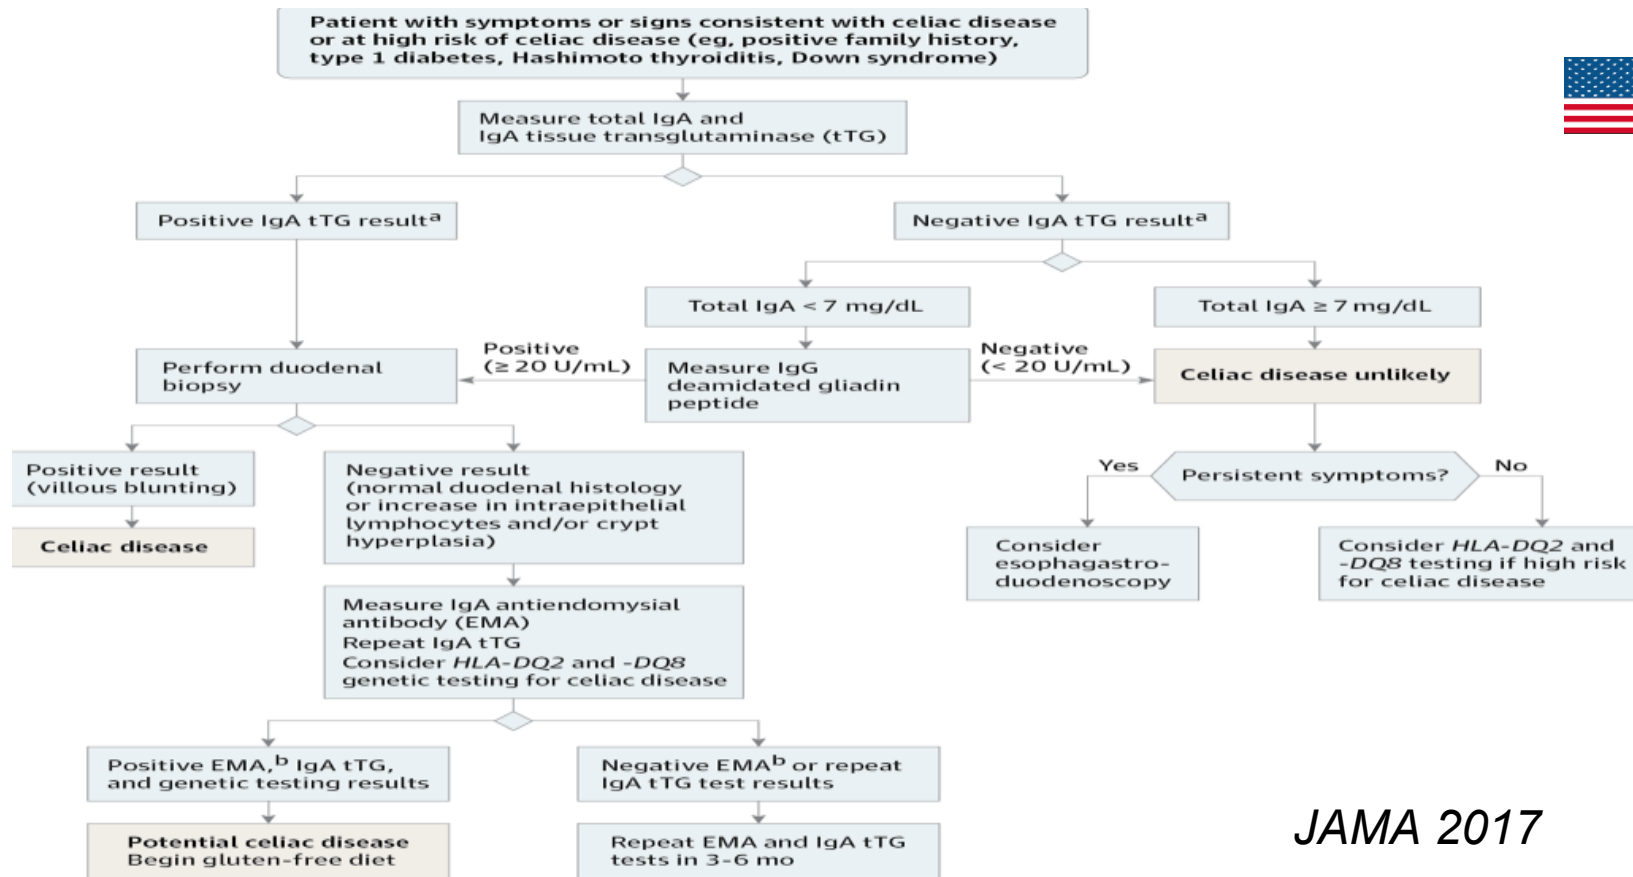 Patient with symptoms or signs consistent with celiac disease
or at high risk of celiac disease (eg, positive family history,
type 1 diabetes, Hashimoto thyroiditis, Down syndrome)
Measure total IgA and
IgA tissue transglutaminase (tTG)
Positive IgA tTG resultᵃ
Negative IgA tTG resultᵃ
Total IgA < 7 mg/dL
Total IgA ≥ 7 mg/dL
Perform duodenal
biopsy
Positive
(≥ 20 U/mL)
Measure IgG
deamidated gliadin
peptide
Negative
(< 20 U/mL)
Celiac disease unlikely
Positive result
(villous blunting)
Celiac disease
Negative result
(normal duodenal histology
or increase in intraepithelial
lymphocytes and/or crypt
hyperplasia)
Yes
Persistent symptoms?
No
Consider
esophagastro-
duodenoscopy
Consider HLA-DQ2 and
-DQ8 testing if high risk
for celiac disease
Measure IgA antiendomysial
antibody (EMA)
Repeat IgA tTG
Consider HLA-DQ2 and -DQ8
genetic testing for celiac disease
Positive EMA,ᵇ IgA tTG,
and genetic testing results
Negative EMAᵇ or repeat
IgA tTG test results
Potential celiac disease
Begin gluten-free diet
Repeat EMA and IgA tTG
tests in 3-6 mo
JAMA 2017